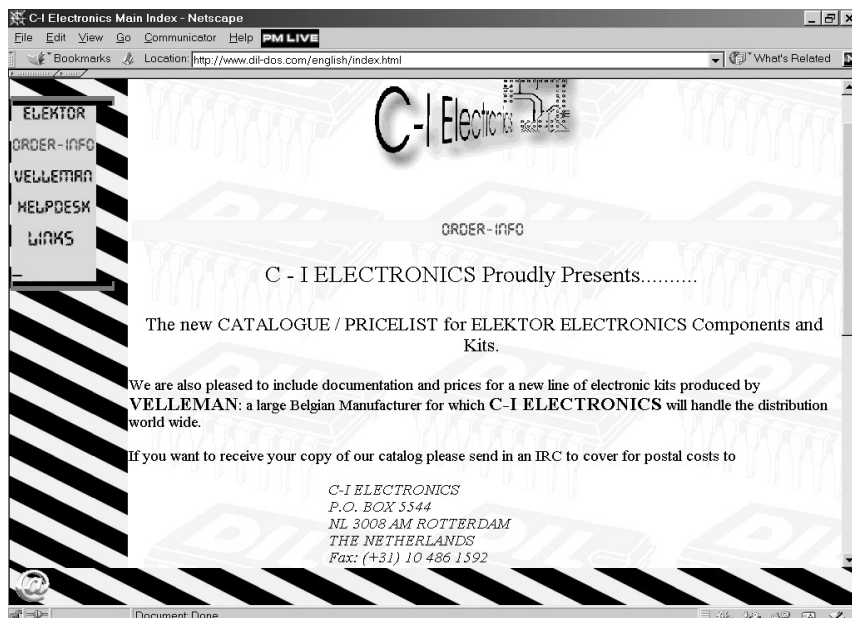 C-I Electronics Main Index - Netscape
File Edit View Go Communicator Help PM LIVE
Bookmarks Location: http://www.dil-dos.com/english/index.html What's Related N
C-I Electronics
ELEKTOR
ORDER-INFO
VELLEMAN
HELPDESK
LINKS
ORDER-INFO
C - I ELECTRONICS Proudly Presents..........
The new CATALOGUE / PRICELIST for ELEKTOR ELECTRONICS Components and
Kits.
We are also pleased to include documentation and prices for a new line of electronic kits produced by
VELLEMAN: a large Belgian Manufacturer for which C-I ELECTRONICS will handle the distribution
world wide.
If you want to receive your copy of our catalog please send in an IRC to cover for postal costs to
C-I ELECTRONICS
P.O. BOX 5544
NL 3008 AM ROTTERDAM
THE NETHERLANDS
Fax: (+31) 10 486 1592
@
Document: Done